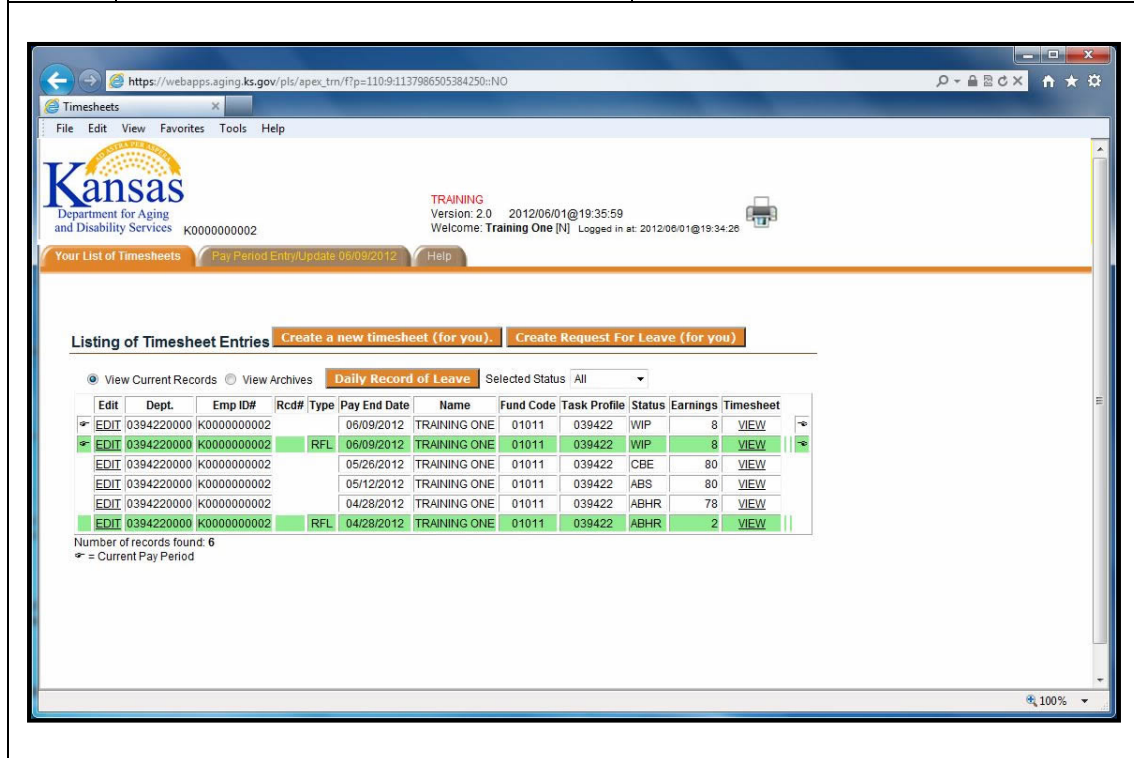 https://webapps.aging.ks.gov/pls/apex_trn/f?p=110:9:1137986505384250::NO
Timesheets
File Edit View Favorites Tools Help
AD ASTRA PER ASPERA
Kansas
Department for Aging
and Disability Services K0000000002
TRAINING
Version: 2.0 2012/06/01@19:35:59
Welcome: Training One [N] Logged in at: 2012/06/01@19:34:26
Your List of Timesheets Pay Period Entry/Update 06/09/2012 Help
Listing of Timesheet Entries Create a new timesheet (for you). Create Request For Leave (for you)
View Current Records View Archives Daily Record of Leave Selected Status All
Edit Dept. Emp ID# Rcd# Type Pay End Date Name Fund Code Task Profile Status Earnings Timesheet
EDIT 0394220000 K0000000002 06/09/2012 TRAINING ONE 01011 039422 WIP 8 VIEW
EDIT 0394220000 K0000000002 RFL 06/09/2012 TRAINING ONE 01011 039422 WIP 8 VIEW
EDIT 0394220000 K0000000002 05/26/2012 TRAINING ONE 01011 039422 CBE 80 VIEW
EDIT 0394220000 K0000000002 05/12/2012 TRAINING ONE 01011 039422 ABS 80 VIEW
EDIT 0394220000 K0000000002 04/28/2012 TRAINING ONE 01011 039422 ABHR 78 VIEW
EDIT 0394220000 K0000000002 RFL 04/28/2012 TRAINING ONE 01011 039422 ABHR 2 VIEW
Number of records found: 6
= Current Pay Period
100%